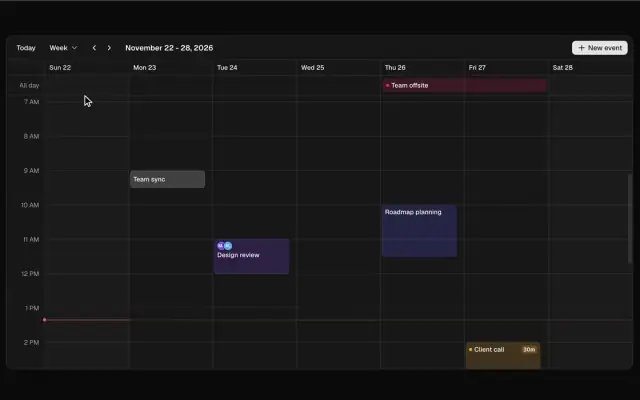 Today Week November 22 - 28, 2026 + New event
Sun 22 Mon 23 Tue 24 Wed 25 Thu 26 Fri 27 Sat 28
All day Team offsite
7 AM
8 AM
9 AM Team sync
10 AM Roadmap planning
11 AM
Design review
12 PM
1 PM
2 PM Client call 30m